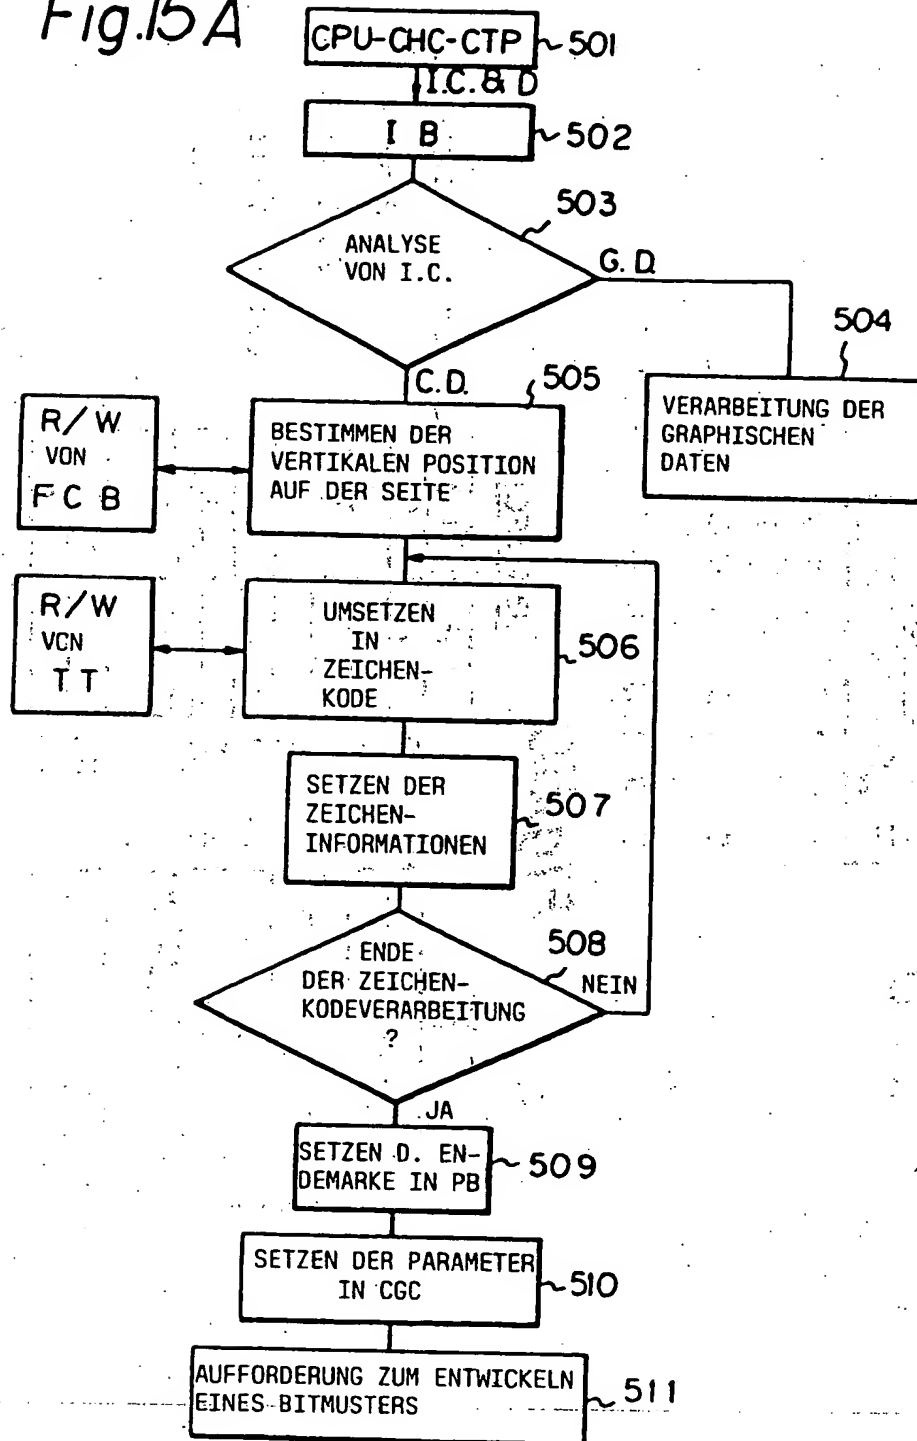 Fig.15A
CPU-CHC-CTP
501
I.C. & D
I B
502
503
ANALYSE
VON I.C.
G.D.
504
VERARBEITUNG DER
GRAPHISCHEN
DATEN
C.D.
505
R/W
VON
FCB
BESTIMMEN DER
VERTIKALEN POSITION
AUF DER SEITE
R/W
VON
TT
UMSETZEN
IN
ZEICHEN-
KODE
506
SETZEN DER
ZEICHEN-
INFORMATIONEN
507
508
ENDE
DER ZEICHEN-
KODEVERARBEITUNG
?
NEIN
JA
SETZEN D. EN-
DEMARKE IN PB
509
SETZEN DER PARAMETER
IN CGC
510
AUFFORDERUNG ZUM ENTWICKELN
EINES BITMUSTERS
511